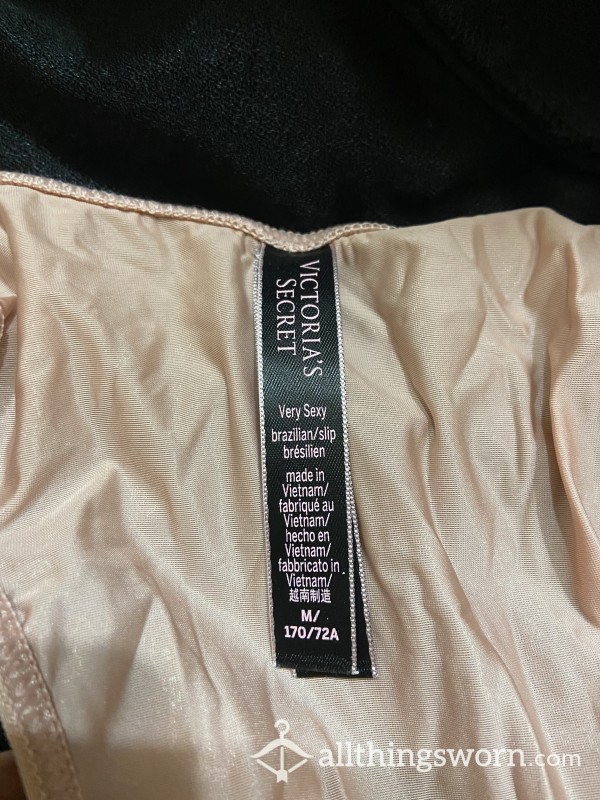 VICTORIA'S
SECRET
Very Sexy
brazilian/slip
brésilien
made in
Vietnam/
fabriqué au
Vietnam/
hecho en
Vietnam/
fabbricato in
Vietnam/
越南制造
M/
170/72A
allthingsworn.com